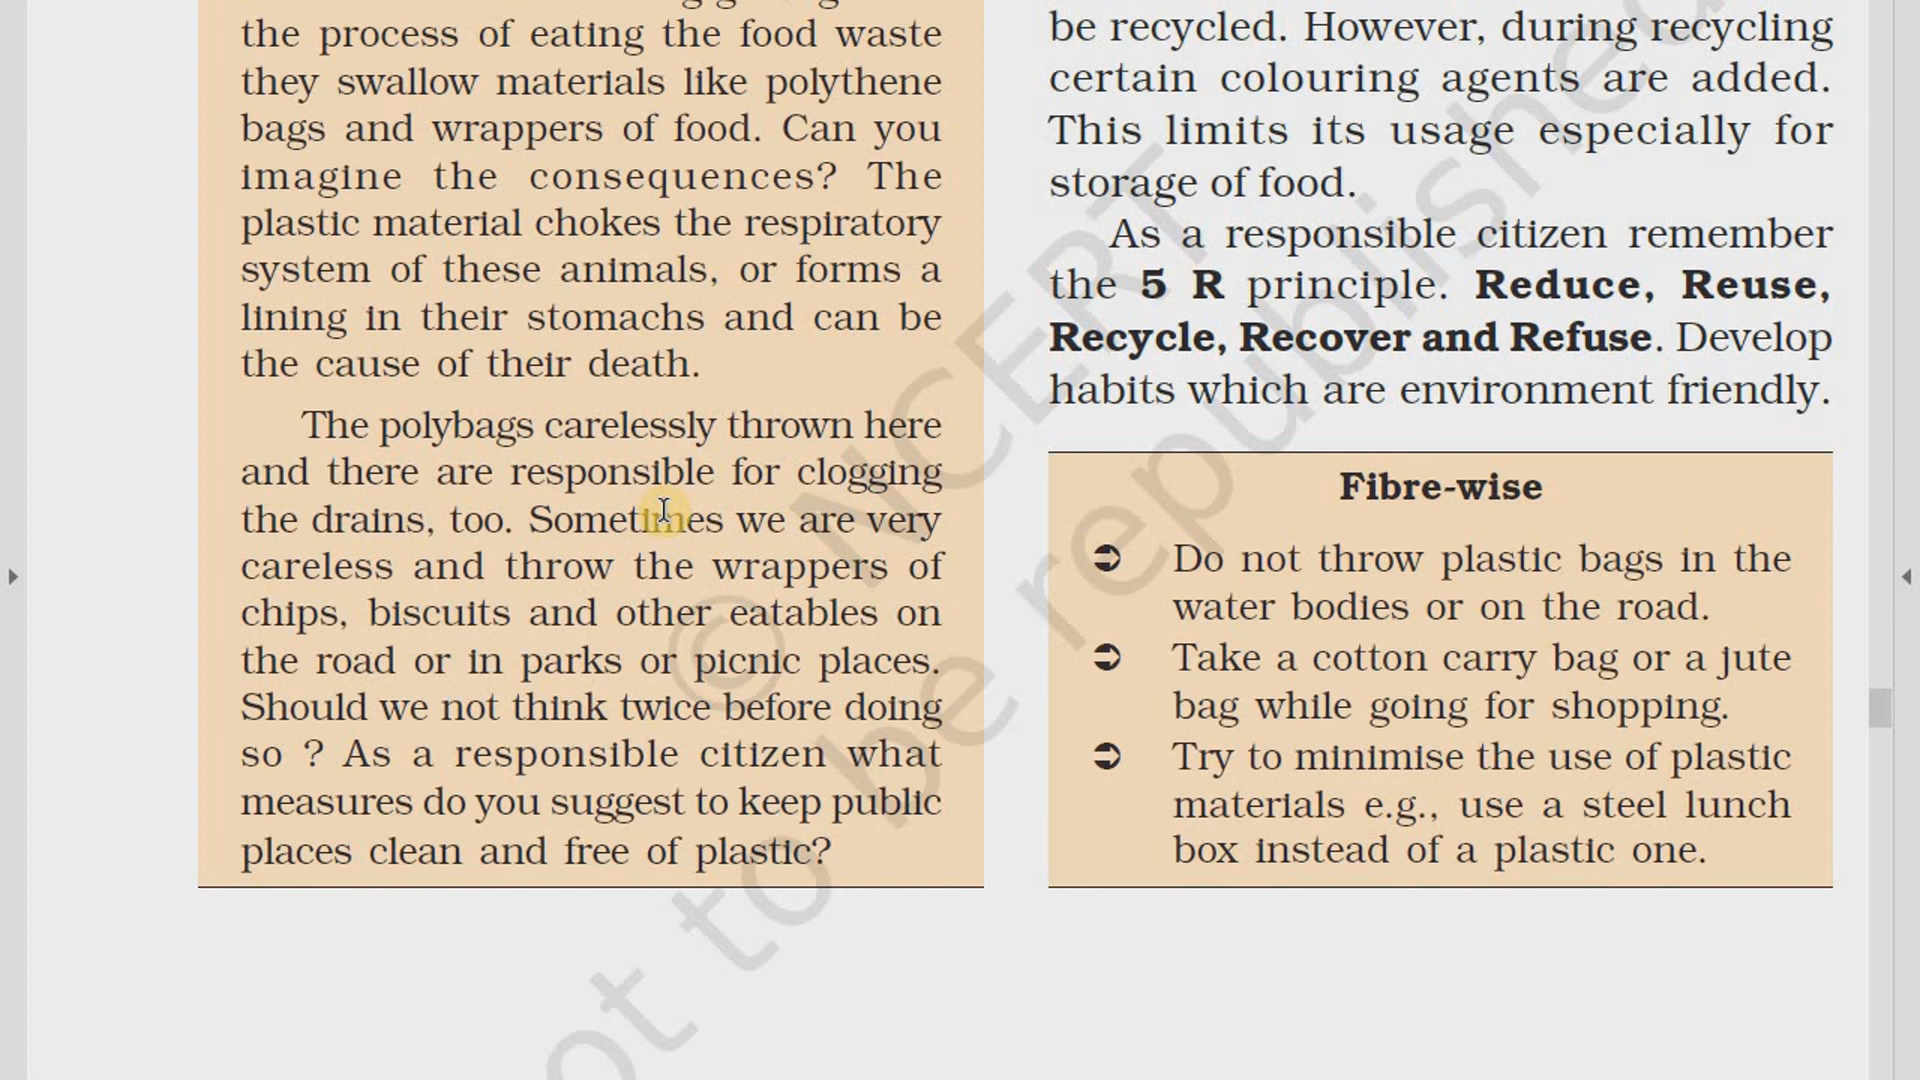 the process of eating the food waste
they swallow materials like polythene
bags and wrappers of food. Can you
imagine the consequences? The
plastic material chokes the respiratory
system of these animals, or forms a
lining in their stomachs and can be
the cause of their death.
The polybags carelessly thrown here
and there are responsible for clogging
the drains, too. Sometimes we are very
careless and throw the wrappers of
chips, biscuits and other eatables on
the road or in parks or picnic places.
Should we not think twice before doing
so ? As a responsible citizen what
measures do you suggest to keep public
places clean and free of plastic?
be recycled. However, during recycling
certain colouring agents are added.
This limits its usage especially for
storage of food.
As a responsible citizen remember
the 5 R principle. Reduce, Reuse,
Recycle, Recover and Refuse. Develop
habits which are environment friendly.
Fibre-wise
➲ Do not throw plastic bags in the
water bodies or on the road.
➲ Take a cotton carry bag or a jute
bag while going for shopping.
➲ Try to minimise the use of plastic
materials e.g., use a steel lunch
box instead of a plastic one.
© NCERT
not to be republished